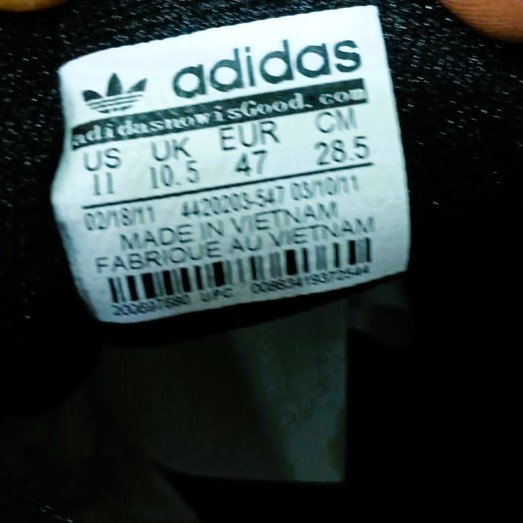 adidas
adidasnowisGood.com
US UK EUR CM
11 10.5 47 28.5
02/18/11 4420203-547 03/10/11
MADE IN VIETNAM
FABRIQUE AU VIETNAM
UPC